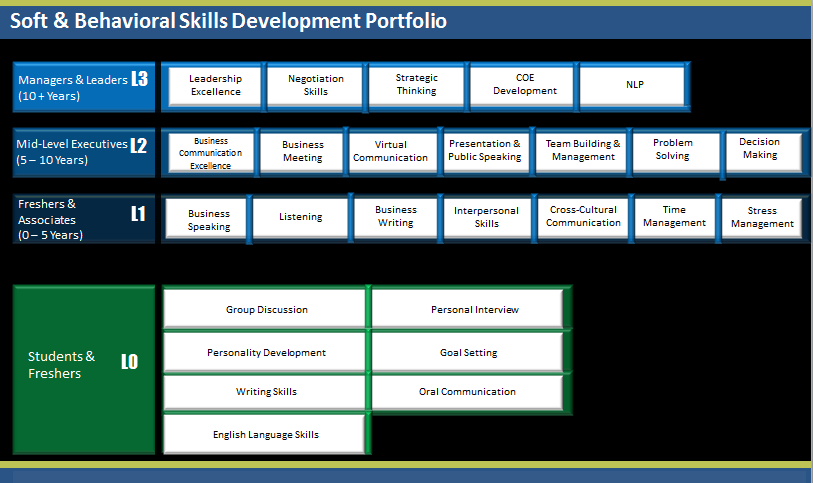 Soft & Behavioral Skills Development Portfolio
Managers & Leaders L3
(10 + Years)
Leadership
Excellence
Negotiation
Skills
Strategic
Thinking
COE
Development
NLP
Mid-Level Executives L2
(5 – 10 Years)
Business
Communication
Excellence
Business
Meeting
Virtual
Communication
Presentation &
Public Speaking
Team Building &
Management
Problem
Solving
Decision
Making
Freshers &
Associates L1
(0 – 5 Years)
Business
Speaking
Listening
Business
Writing
Interpersonal
Skills
Cross-Cultural
Communication
Time
Management
Stress
Management
Students & L0
Freshers
Group Discussion
Personal Interview
Personality Development
Goal Setting
Writing Skills
Oral Communication
English Language Skills